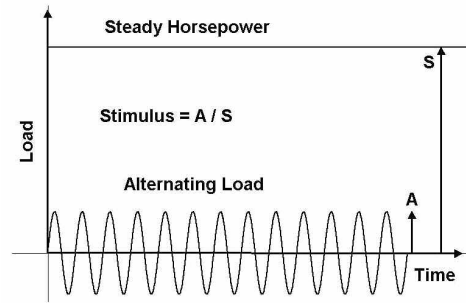 Steady Horsepower
S
Stimulus = A / S
Load
Alternating Load
A
Time